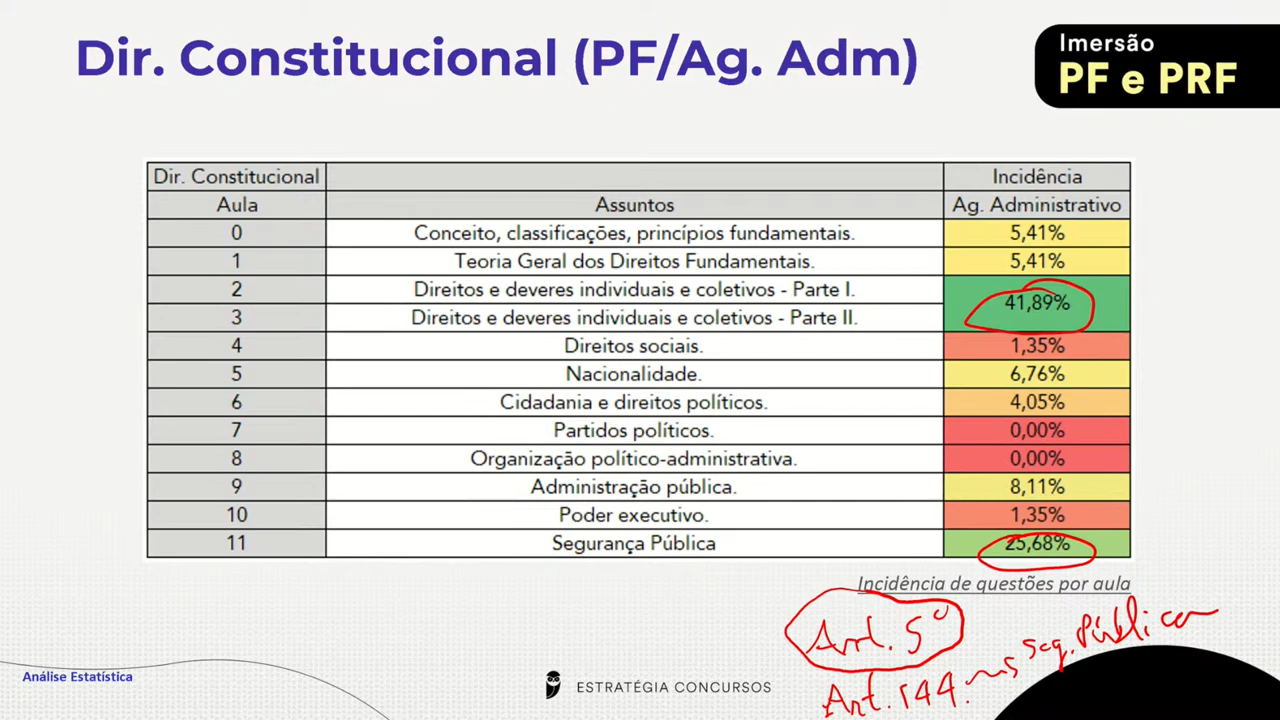 Dir. Constitucional (PF/Ag. Adm)
Imersão
PF e PRF
Dir. Constitucional Incidência
Aula Assuntos Ag. Administrativo
0 Conceito, classificações, princípios fundamentais. 5,41%
1 Teoria Geral dos Direitos Fundamentais. 5,41%
2 Direitos e deveres individuais e coletivos - Parte I.
41,89%
3 Direitos e deveres individuais e coletivos - Parte II.
4 Direitos sociais. 1,35%
5 Nacionalidade. 6,76%
6 Cidadania e direitos políticos. 4,05%
7 Partidos políticos. 0,00%
8 Organização político-administrativa. 0,00%
9 Administração pública. 8,11%
10 Poder executivo. 1,35%
11 Segurança Pública 25,68%
Incidência de questões por aula
Art. 5º
Art. 144. Seg. Pública
Análise Estatística
ESTRATÉGIA CONCURSOS